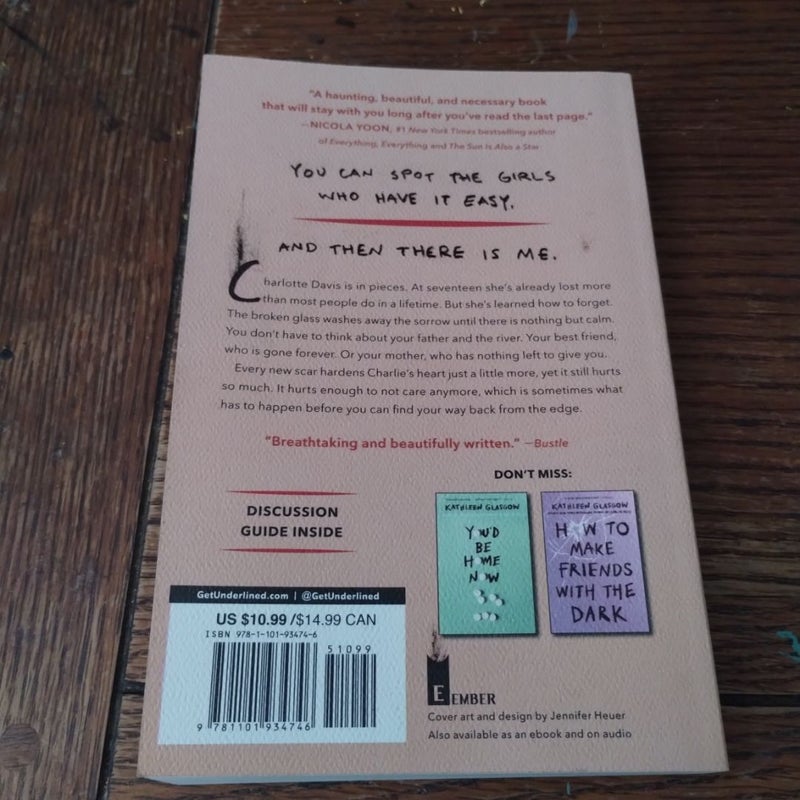 "A haunting, beautiful, and necessary book
that will stay with you long after you've read the last page."
—NICOLA YOON, #1 New York Times bestselling author
of Everything, Everything and The Sun Is Also a Star
YOU CAN SPOT THE GIRLS
WHO HAVE IT EASY.
AND THEN THERE IS ME.
Charlotte Davis is in pieces. At seventeen she's already lost more
than most people do in a lifetime. But she's learned how to forget.
The broken glass washes away the sorrow until there is nothing but calm.
You don't have to think about your father and the river. Your best friend,
who is gone forever. Or your mother, who has nothing left to give you.
Every new scar hardens Charlie's heart just a little more, yet it still hurts
so much. It hurts enough to not care anymore, which is sometimes what
has to happen before you can find your way back from the edge.
"Breathtaking and beautifully written." —Bustle
DISCUSSION
GUIDE INSIDE
DON'T MISS:
KATHLEEN GLASGOW
YOU'D
BE
HOME
NOW
KATHLEEN GLASGOW
HOW TO
MAKE
FRIENDS
WITH THE
DARK
GetUnderlined.com | @GetUnderlined
US $10.99 /$14.99 CAN
ISBN 978-1-101-93474-6
51099
9 781101 934746
E EMBER
Cover art and design by Jennifer Heuer
Also available as an ebook and on audio